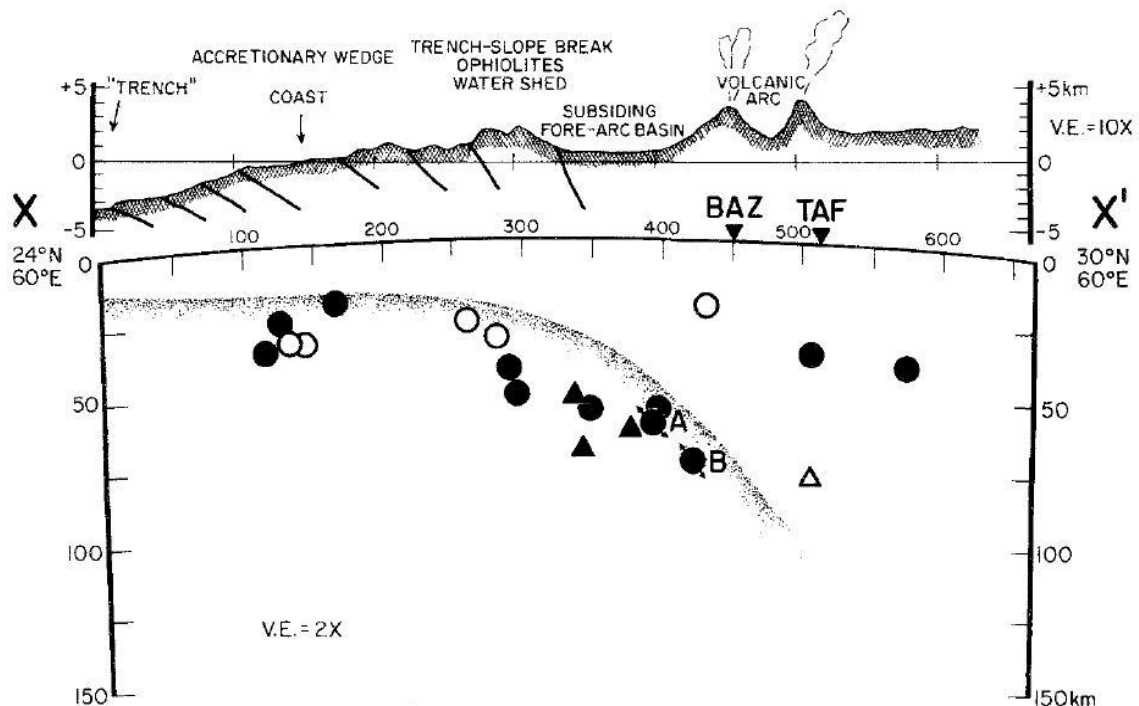 "TRENCH"
ACCRETIONARY WEDGE
COAST
TRENCH-SLOPE BREAK
OPHIOLITES
WATER SHED
SUBSIDING
FORE-ARC BASIN
VOLCANIC
ARC
+5
0
-5
+5km
V.E.=10X
0
-5
X
24°N
60°E
X'
30°N
60°E
BAZ
TAF
100
200
300
400
500
600
0
50
100
150
0
50
100
150km
A
B
V.E.=2X